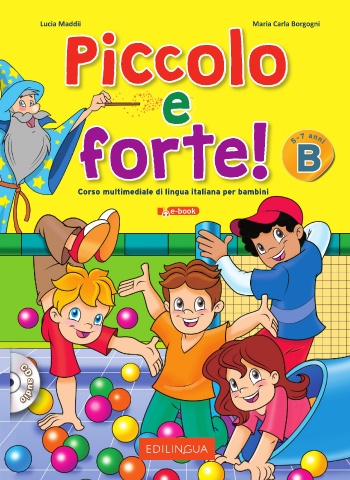 Lucia Maddii
Maria Carla Borgogni
Piccolo
e
forte!
5-7 anni
B
Corso multimediale di lingua italiana per bambini
e-book
CD audio
EDILINGUA